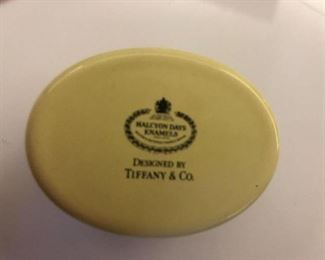 HALCYON DAYS
ENAMELS
DESIGNED BY
TIFFANY & CO.